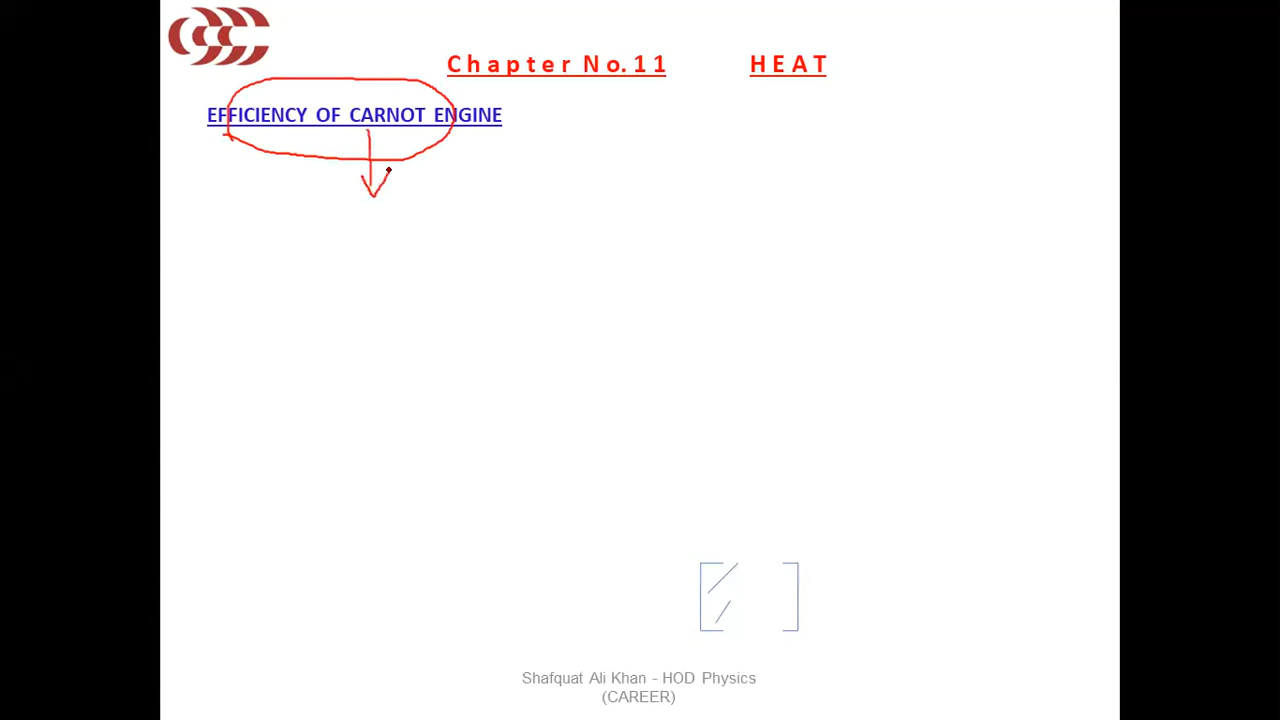 Chapter No.11 HEAT
EFFICIENCY OF CARNOT ENGINE
Shafquat Ali Khan - HOD Physics
(CAREER)